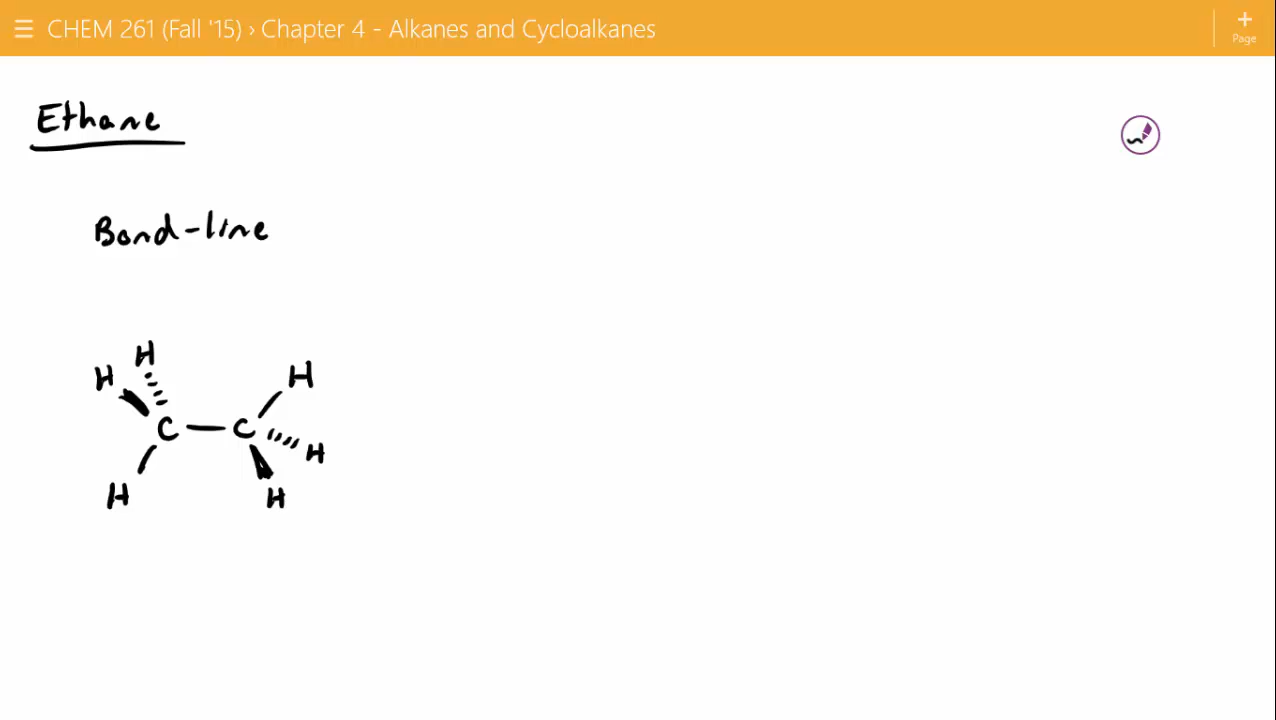 CHEM 261 (Fall '15) › Chapter 4 - Alkanes and Cycloalkanes
Page
Ethane
Bond-line
H
H H
C C
H
H H